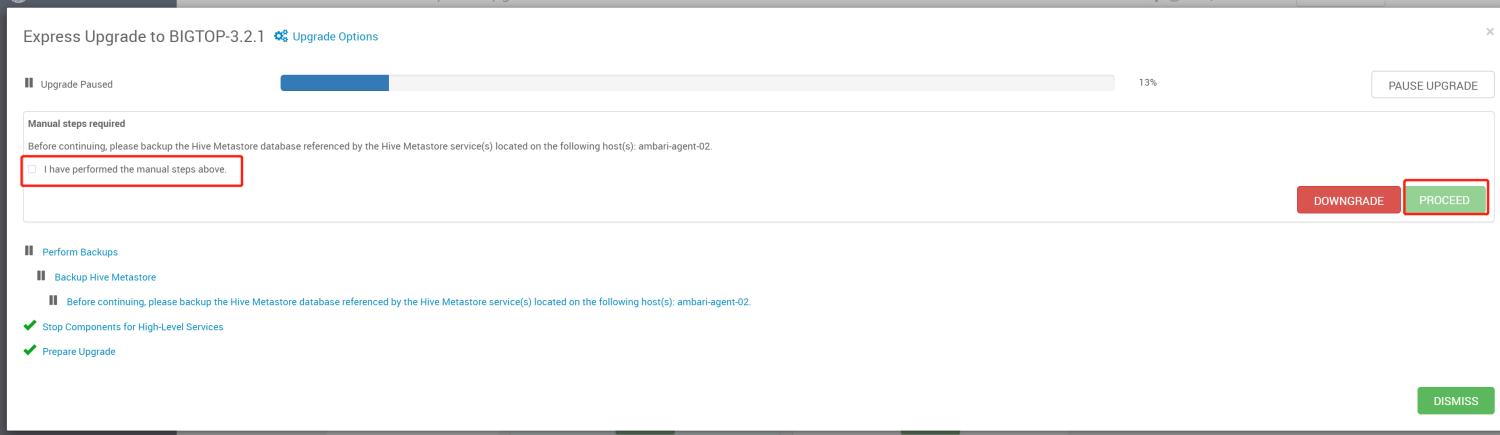 Express Upgrade to BIGTOP-3.2.1 Upgrade Options
×
Upgrade Paused
13%
PAUSE UPGRADE
Manual steps required
Before continuing, please backup the Hive Metastore database referenced by the Hive Metastore service(s) located on the following host(s): ambari-agent-02.
I have performed the manual steps above.
DOWNGRADE
PROCEED
Perform Backups
Backup Hive Metastore
Before continuing, please backup the Hive Metastore database referenced by the Hive Metastore service(s) located on the following host(s): ambari-agent-02.
Stop Components for High-Level Services
Prepare Upgrade
DISMISS